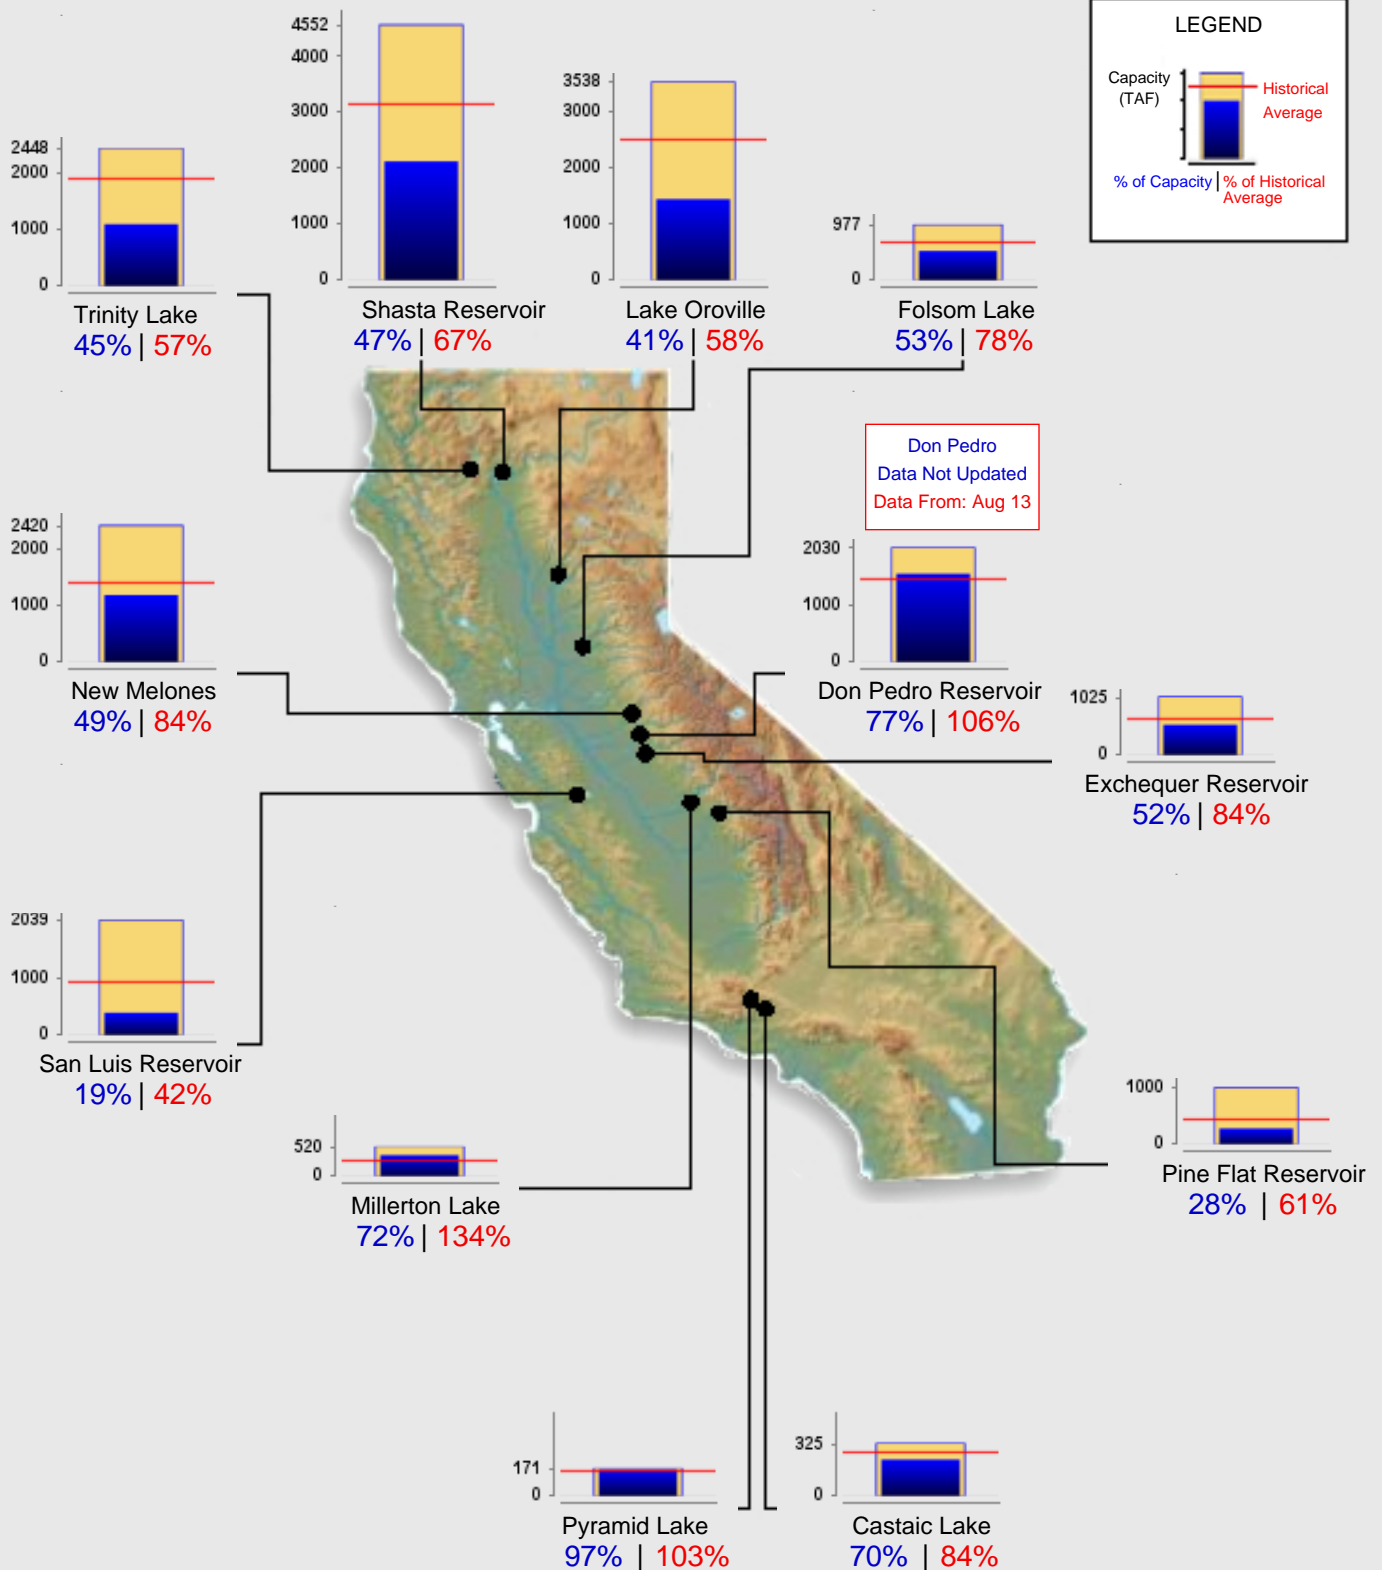 LEGEND
Capacity
(TAF)
Historical
Average
% of Capacity | % of Historical
Average
4552
4000
3000
2000
1000
0
Shasta Reservoir
47% | 67%
3538
3000
2000
1000
0
Lake Oroville
41% | 58%
2448
2000
1000
0
Trinity Lake
45% | 57%
977
0
Folsom Lake
53% | 78%
Don Pedro
Data Not Updated
Data From: Aug 13
2420
2000
1000
0
New Melones
49% | 84%
2030
1000
0
Don Pedro Reservoir
77% | 106%
1025
0
Exchequer Reservoir
52% | 84%
2039
1000
0
San Luis Reservoir
19% | 42%
520
0
Millerton Lake
72% | 134%
1000
0
Pine Flat Reservoir
28% | 61%
171
0
Pyramid Lake
97% | 103%
325
0
Castaic Lake
70% | 84%